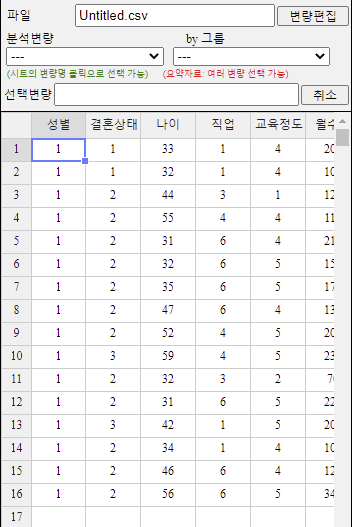 파일 Untitled.csv 변량편집
분석변량 by 그룹
--- ---
(시트의 변량명 클릭으로 선택 가능) (요약자료: 여러 변량 선택 가능)
선택변량 취소
성별 결혼상태 나이 직업 교육정도 월수
1 1 1 33 1 4 20
2 1 1 32 1 4 10
3 1 2 44 3 1 12
4 1 2 55 4 4 11
5 1 2 31 6 4 21
6 1 2 32 6 5 15
7 1 2 35 6 5 17
8 1 2 47 6 4 13
9 1 2 52 4 5 20
10 1 3 59 4 5 23
11 1 2 32 3 2 70
12 1 2 31 6 5 22
13 1 3 42 1 5 20
14 1 2 34 1 4 10
15 1 2 46 6 4 12
16 1 2 56 6 5 34
17